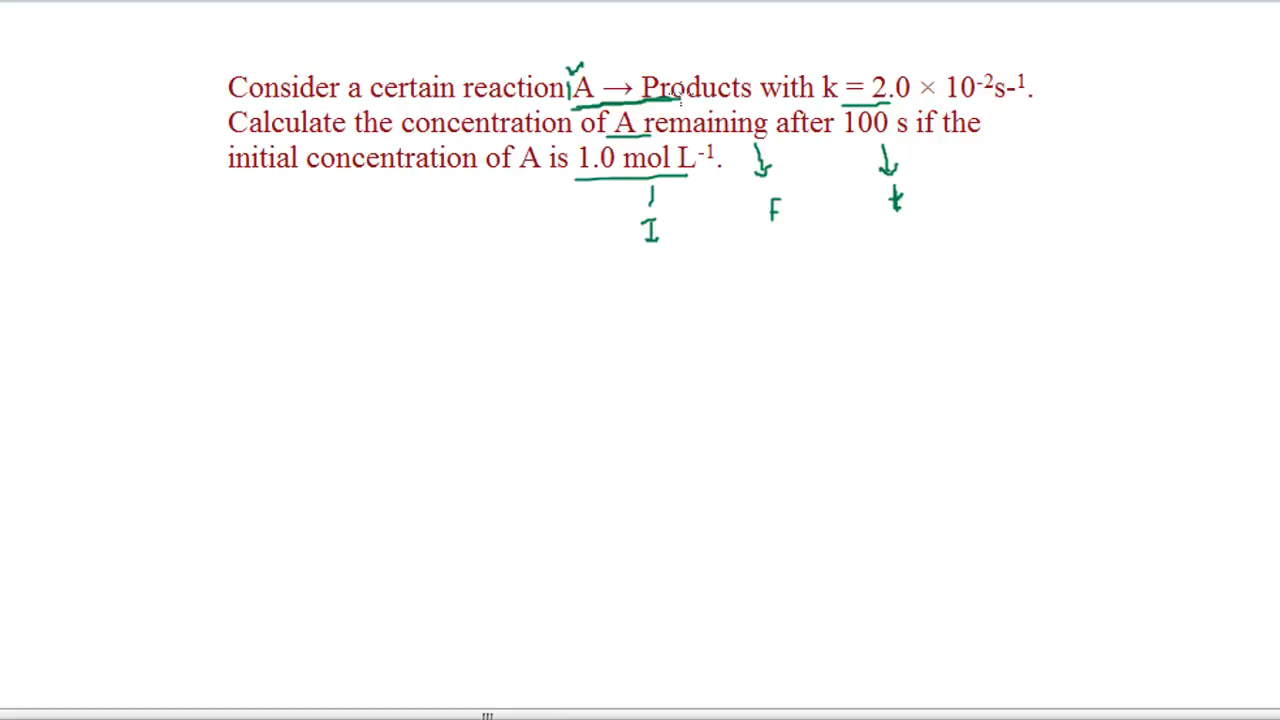 Consider a certain reaction 1A → Products with k = 2.0 × 10⁻²s-¹.
Calculate the concentration of A remaining after 100 s if the
initial concentration of A is 1.0 mol L⁻¹.
I F t